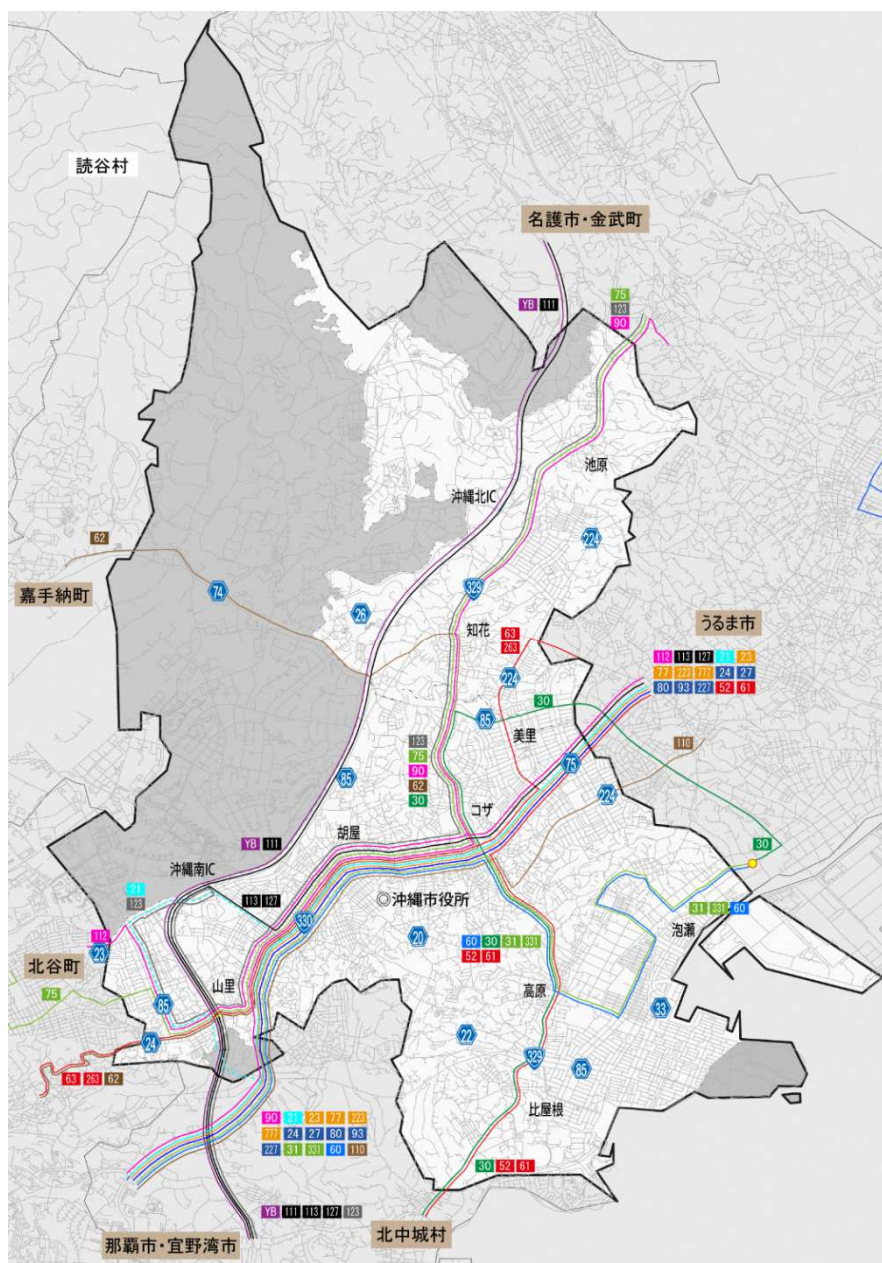 読谷村
名護市・金武町
75
123
90
YB 111
池原
沖縄北IC
224
62
74
嘉手納町
26
329
知花
63
263
うるま市
112 113 127 21 23
77 223 777 24 27
80 93 227 52 61
224
30
85
美里
110
123
75
90
62
30
75
224
85
コザ
胡屋
YB 111
沖縄南IC
30
21
123
113 127
沖縄市役所
31 331 60
泡瀬
330
20
60 30 31 331
52 61
112
23
北谷町
75
山里
高原
85
33
24
22
329
85
63 263 62
比屋根
90 21 23 77 223
777 24 27 80 93
227 31 331 60 110
30 52 61
YB 111 113 127 123
那覇市・宜野湾市
北中城村